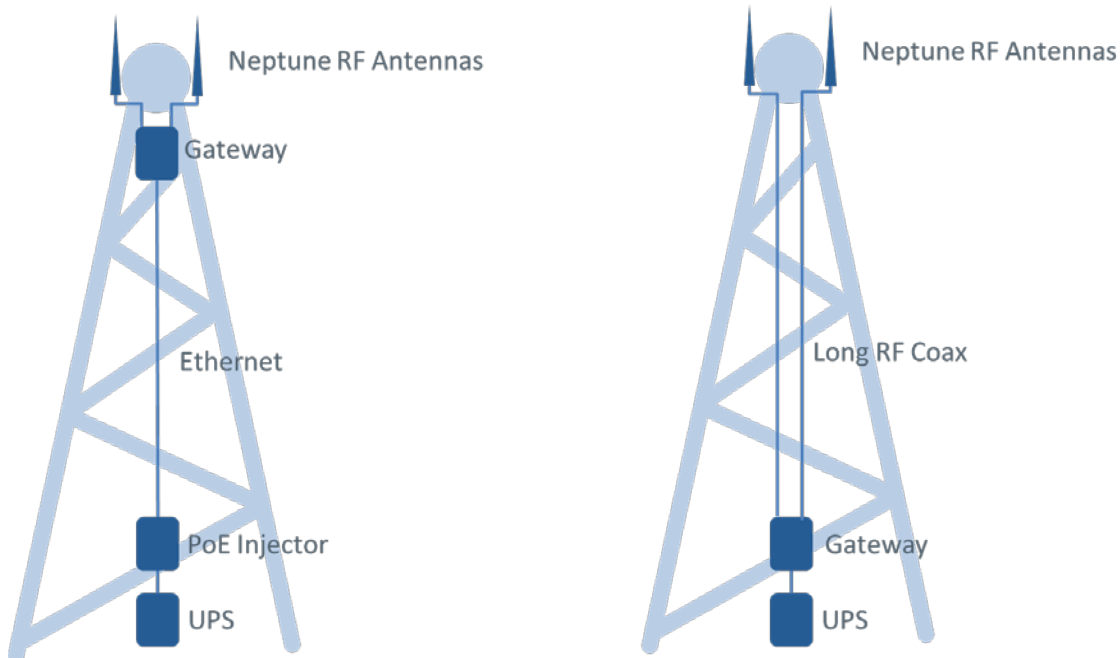 Neptune RF Antennas
Gateway
Ethernet
PoE Injector
UPS
Neptune RF Antennas
Long RF Coax
Gateway
UPS